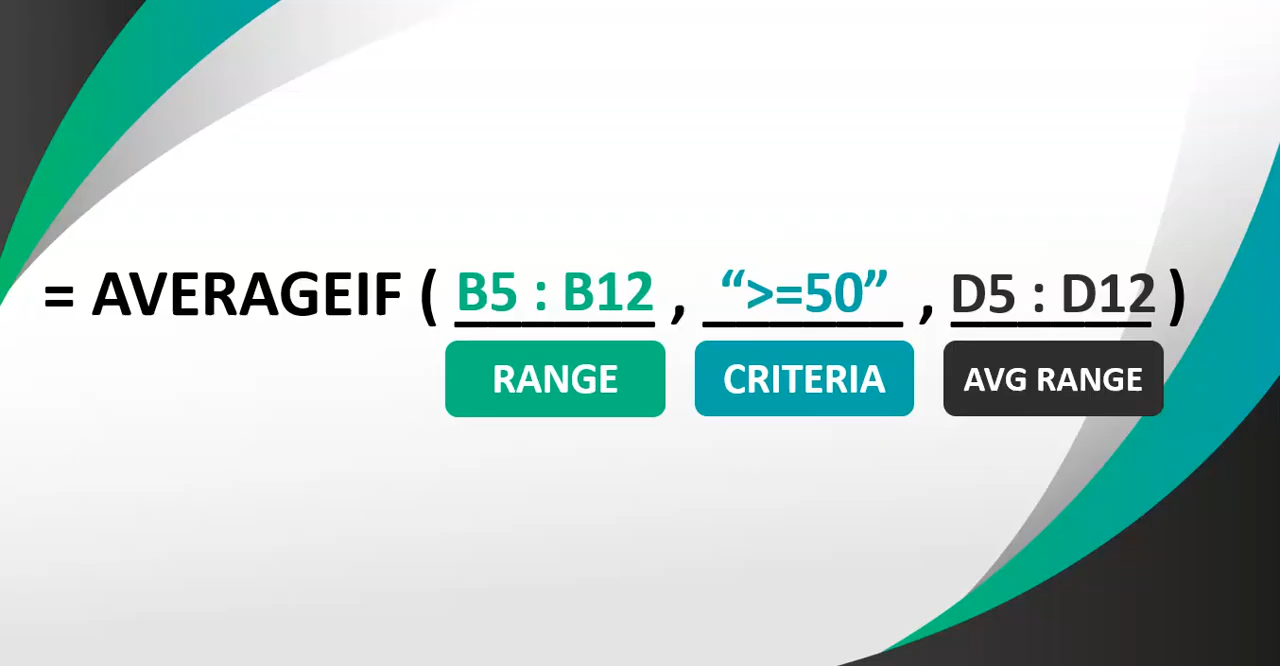 = AVERAGEIF ( B5 : B12 , “>=50” , D5 : D12 )
RANGE CRITERIA AVG RANGE